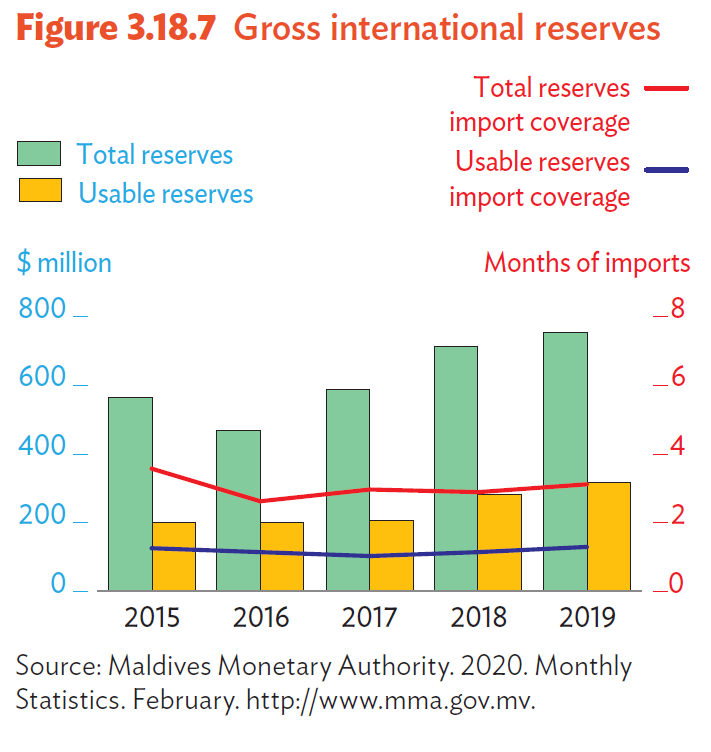 Figure 3.18.7 Gross international reserves
Total reserves
import coverage
Usable reserves
import coverage
Total reserves
Usable reserves
$ million
Months of imports
800
600
400
200
0
8
6
4
2
0
2015 2016 2017 2018 2019
Source: Maldives Monetary Authority. 2020. Monthly
Statistics. February. http://www.mma.gov.mv.